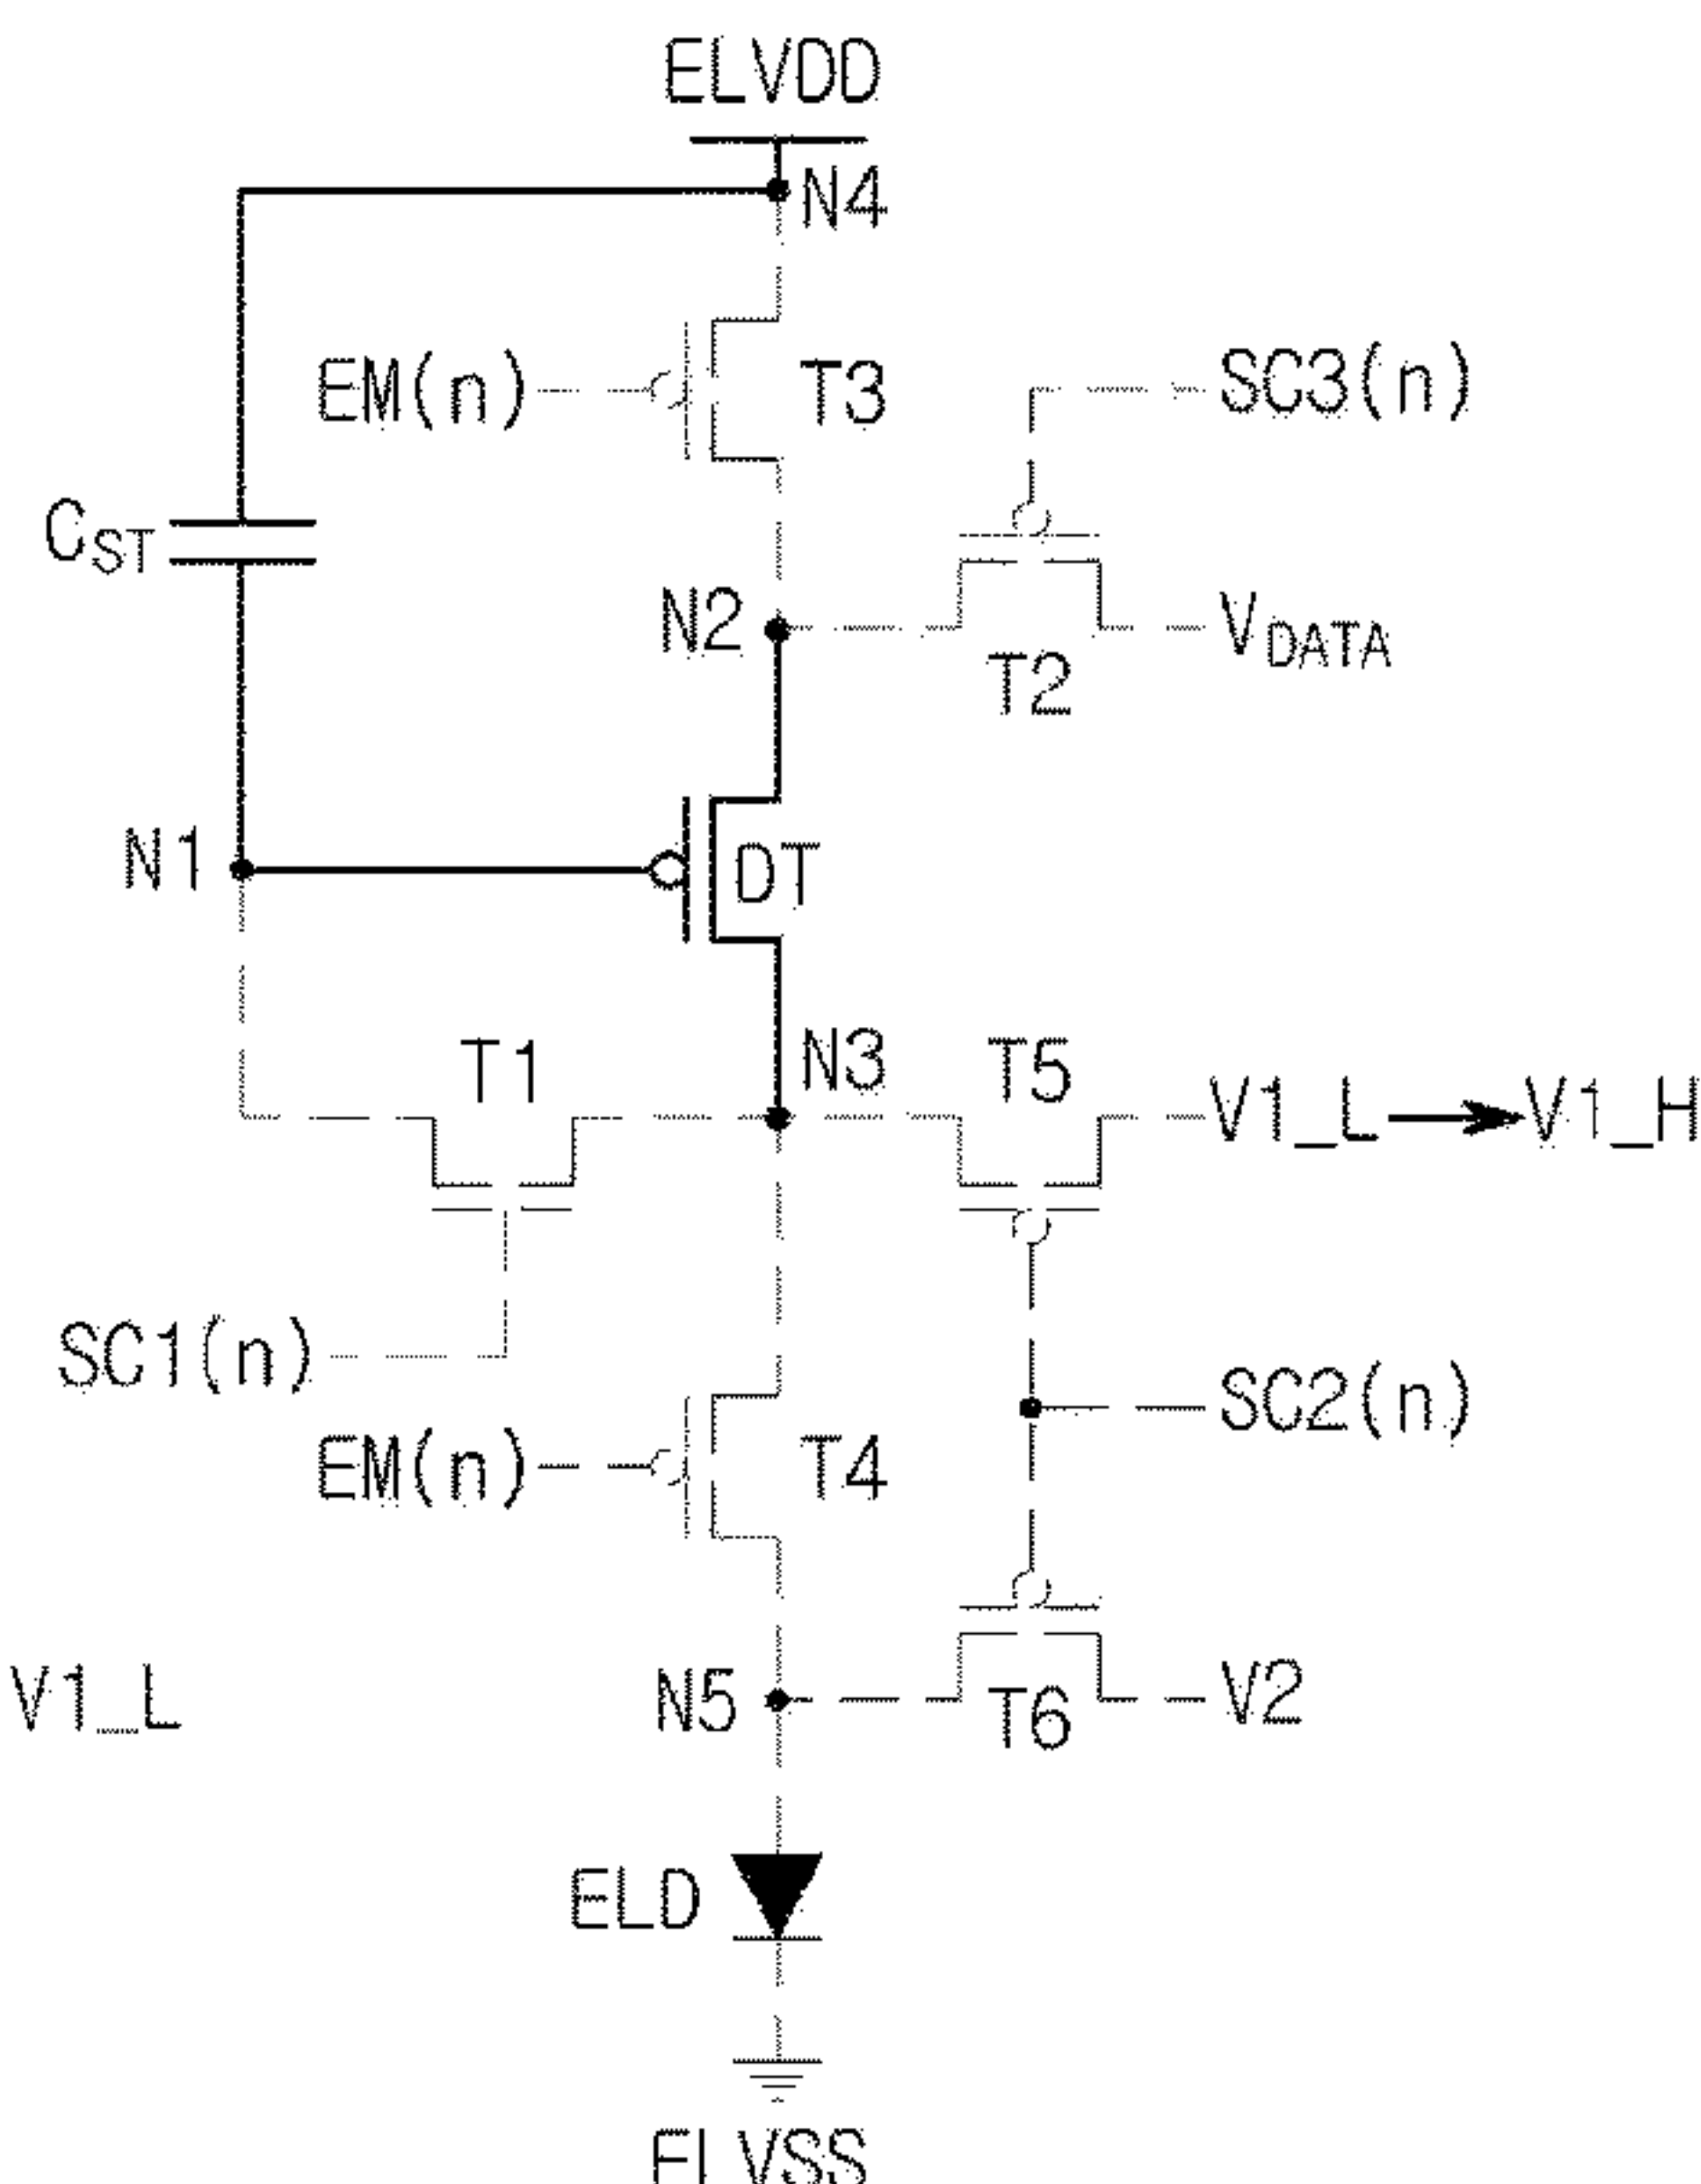 ELVDD
N4
EM(n) T3 SC3(n)
CST
N2 VDATA
T2
N1 DT
T1 N3 T5 V1_L V1_H
SC1(n)
EM(n) T4 SC2(n)
V1_L N5 T6 V2
ELD
ELVSS